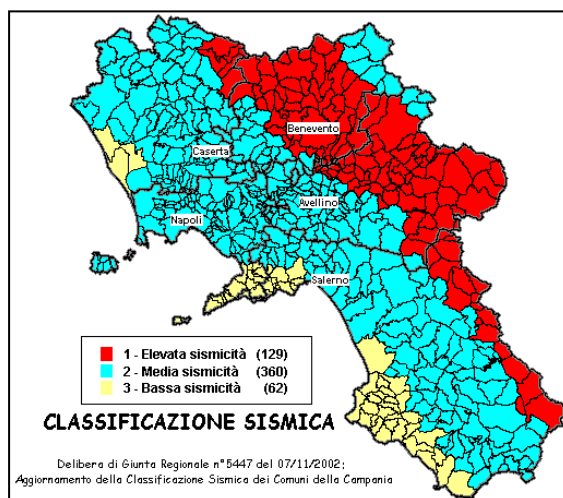 Benevento
Caserta
Avellino
Napoli
Salerno
1 - Elevata sismicità (129)
2 - Media sismicità (360)
3 - Bassa sismicità (62)
CLASSIFICAZIONE SISMICA
Delibera di Giunta Regionale n°5447 del 07/11/2002;
Aggiornamento della Classificazione Sismica dei Comuni della Campania